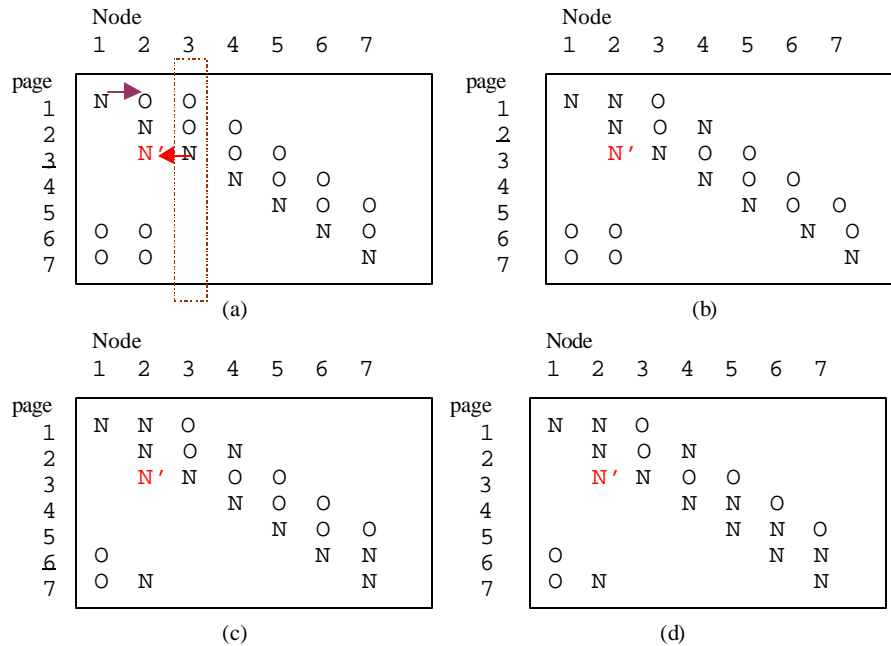 Node
1 2 3 4 5 6 7
page
1 N O O
2 N O O
3 N' N O O
4 N O O
5 N O O
6 O O N O
7 O O N
(a)
Node
1 2 3 4 5 6 7
page
1 N N O
2 N O N
3 N' N O O
4 N O O
5 N O O
6 O O N O
7 O O N
(b)
Node
1 2 3 4 5 6 7
page
1 N N O
2 N O N
3 N' N O O
4 N O O
5 N O O
6 O N N
7 O N N
(c)
Node
1 2 3 4 5 6 7
page
1 N N O
2 N O N
3 N' N O O
4 N N O
5 N N O
6 O N N
7 O N N
(d)